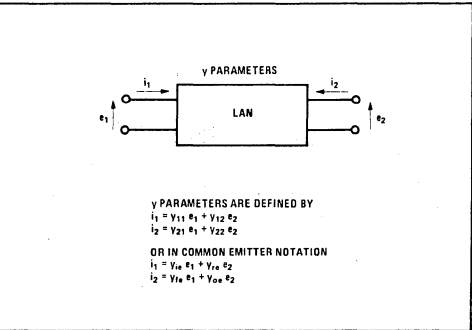 y PARAMETERS
i1 i2
e1 LAN e2
y PARAMETERS ARE DEFINED BY
i1 = y11 e1 + y12 e2
i2 = y21 e1 + y22 e2
OR IN COMMON EMITTER NOTATION
i1 = yie e1 + yre e2
i2 = yfe e1 + yoe e2